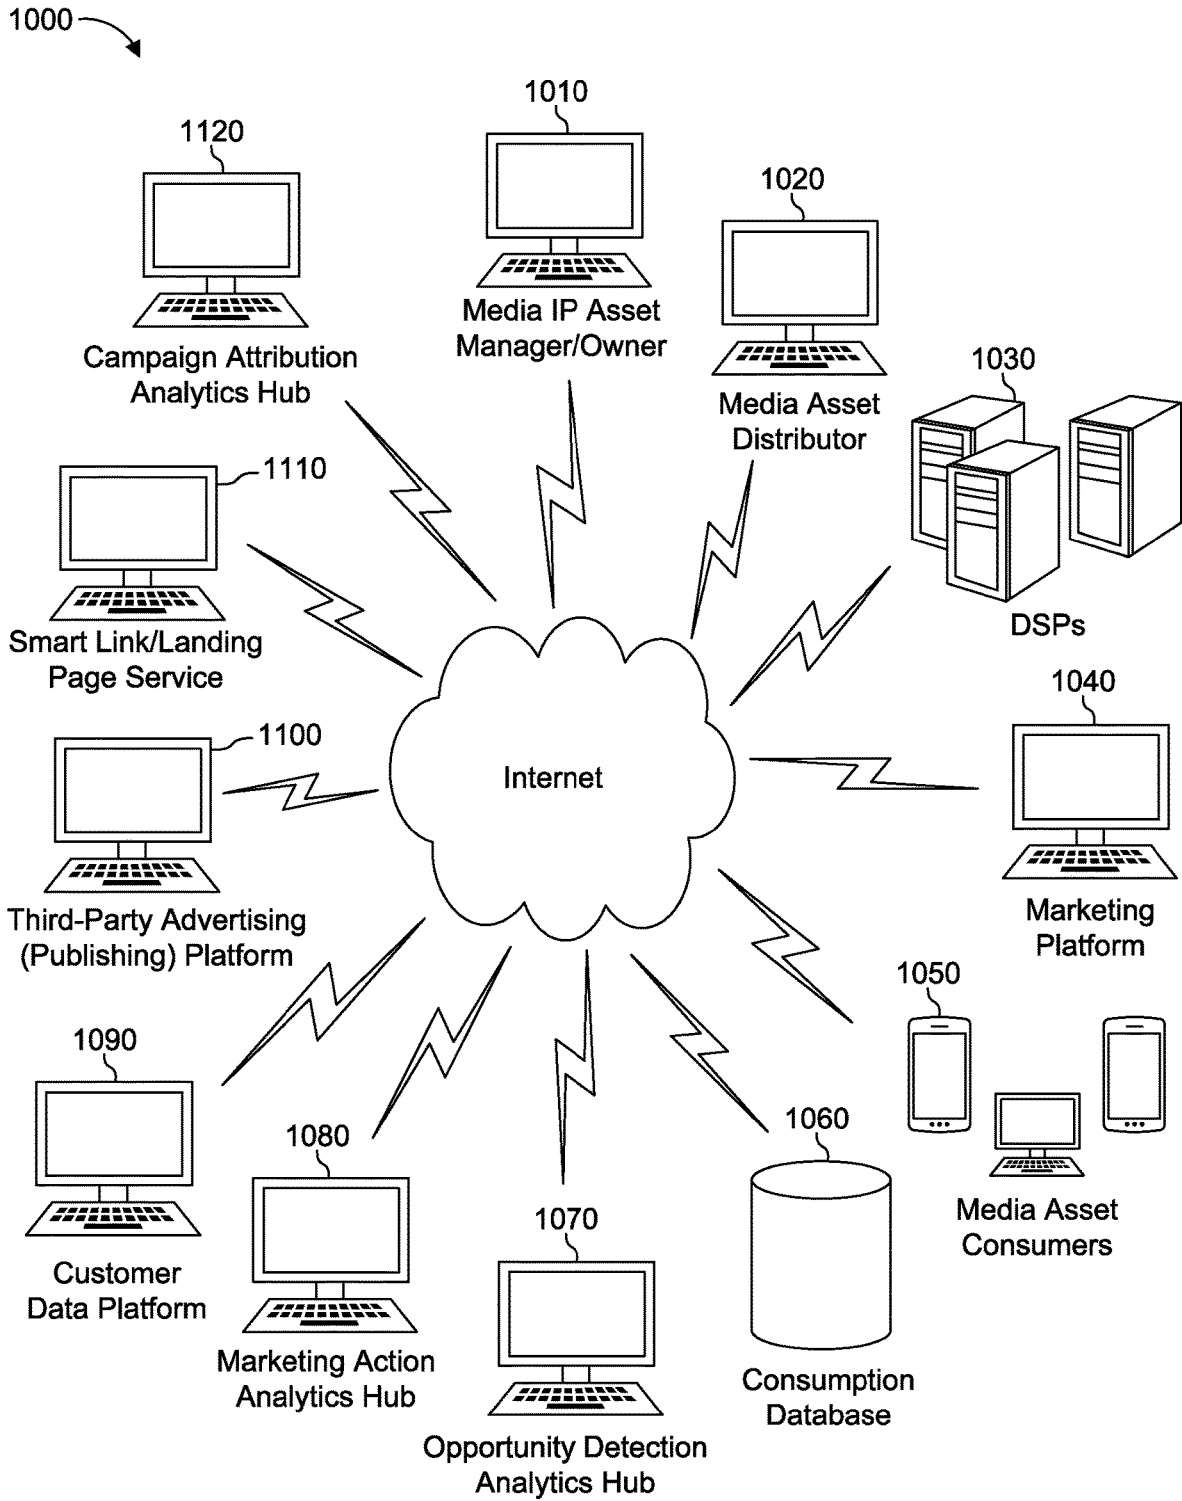 1000
1010
Media IP Asset
Manager/Owner
1020
Media Asset
Distributor
1030
DSPs
1040
Marketing
Platform
1050
Media Asset
Consumers
1060
Consumption
Database
1070
Opportunity Detection
Analytics Hub
1080
Marketing Action
Analytics Hub
1090
Customer
Data Platform
1100
Third-Party Advertising
(Publishing) Platform
1110
Smart Link/Landing
Page Service
1120
Campaign Attribution
Analytics Hub
Internet